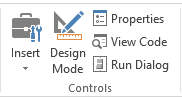 Insert
Design
Mode
Properties
View Code
Run Dialog
Controls